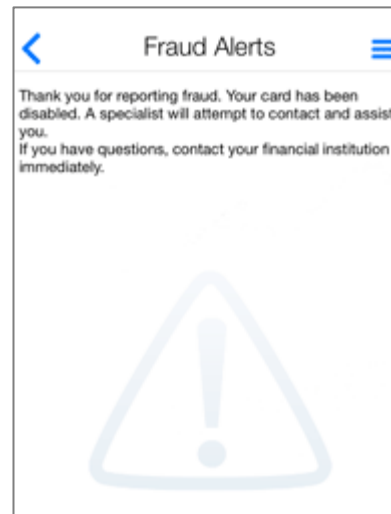 Fraud Alerts
Thank you for reporting fraud. Your card has been
disabled. A specialist will attempt to contact and assist
you.
If you have questions, contact your financial institution
immediately.